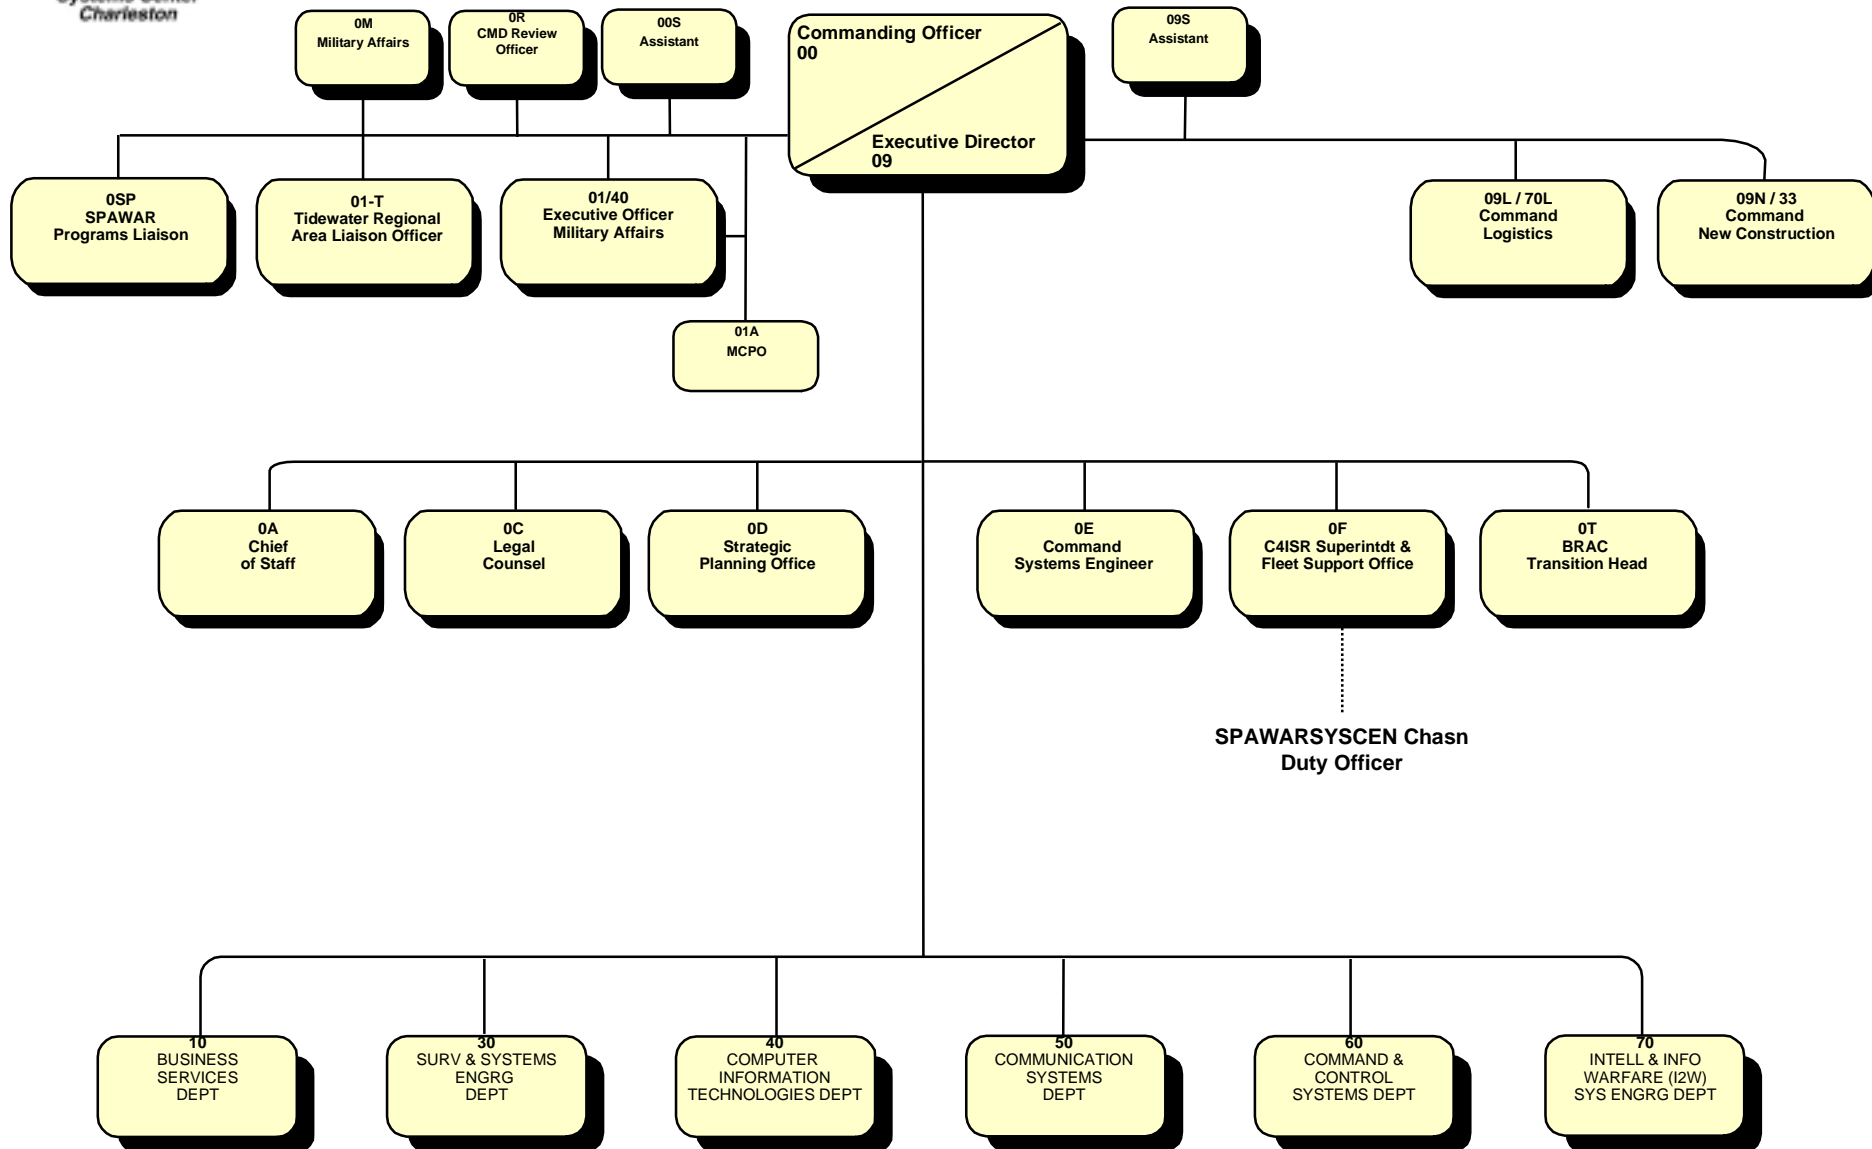 Systems Center
Charleston
0M
Military Affairs
0R
CMD Review
Officer
00S
Assistant
Commanding Officer
00
Executive Director
09
09S
Assistant
0SP
SPAWAR
Programs Liaison
01-T
Tidewater Regional
Area Liaison Officer
01/40
Executive Officer
Military Affairs
09L / 70L
Command
Logistics
09N / 33
Command
New Construction
01A
MCPO
0A
Chief
of Staff
0C
Legal
Counsel
0D
Strategic
Planning Office
0E
Command
Systems Engineer
0F
C4ISR Superintdt &
Fleet Support Office
0T
BRAC
Transition Head
SPAWARSYSCEN Chasn
Duty Officer
10
BUSINESS
SERVICES
DEPT
30
SURV & SYSTEMS
ENGRG
DEPT
40
COMPUTER
INFORMATION
TECHNOLOGIES DEPT
50
COMMUNICATION
SYSTEMS
DEPT
60
COMMAND &
CONTROL
SYSTEMS DEPT
70
INTELL & INFO
WARFARE (I2W)
SYS ENGRG DEPT